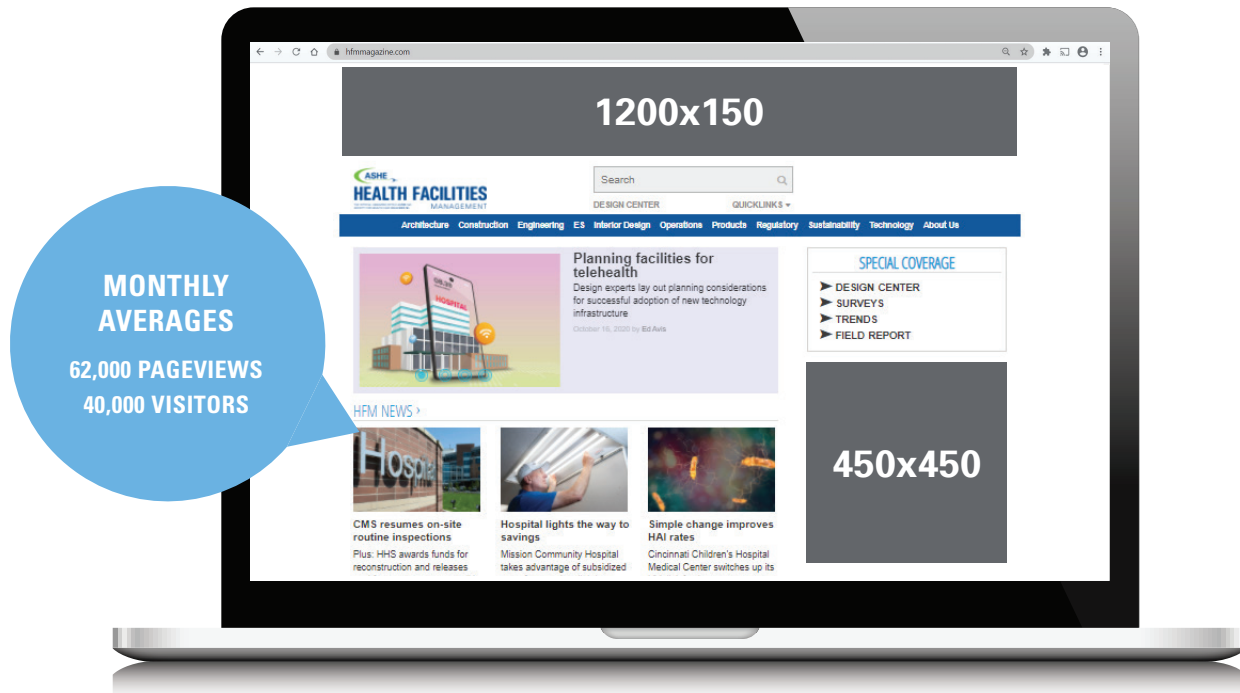 hfmmagazine.com
1200x150
ASHE
HEALTH FACILITIES
MANAGEMENT
Search
DESIGN CENTER
QUICKLINKS
Architecture Construction Engineering ES Interior Design Operations Products Regulatory Sustainability Technology About Us
HOSPITAL
Planning facilities for
telehealth
Design experts lay out planning considerations
for successful adoption of new technology
infrastructure
October 16, 2020 by Ed Avis
SPECIAL COVERAGE
DESIGN CENTER
SURVEYS
TRENDS
FIELD REPORT
MONTHLY
AVERAGES
62,000 PAGEVIEWS
40,000 VISITORS
HFM NEWS ›
Hospital
450x450
CMS resumes on-site
routine inspections
Plus: HHS awards funds for
reconstruction and releases
Hospital lights the way to
savings
Mission Community Hospital
takes advantage of subsidized
Simple change improves
HAI rates
Cincinnati Children's Hospital
Medical Center switches up its